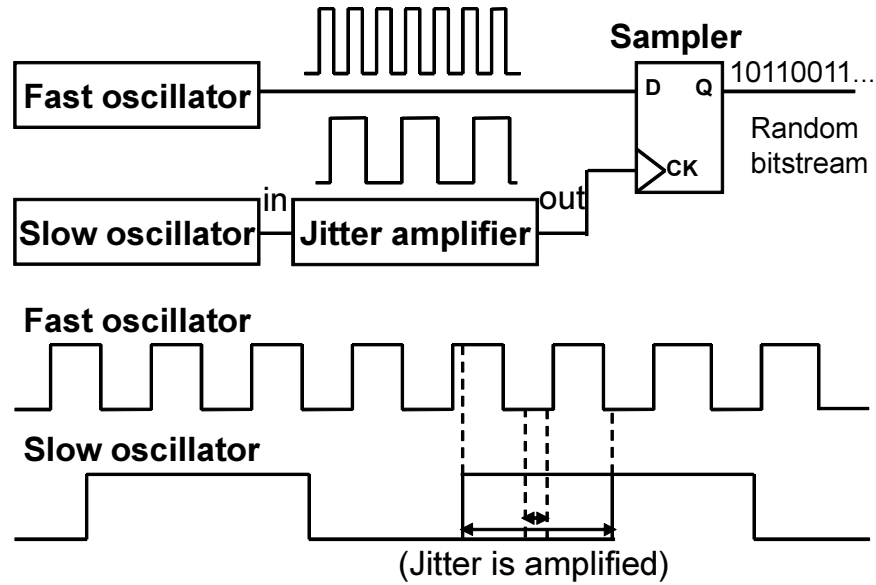 Sampler
Fast oscillator
D Q
10110011...
Random
bitstream
CK
in
out
Slow oscillator
Jitter amplifier
Fast oscillator
Slow oscillator
(Jitter is amplified)